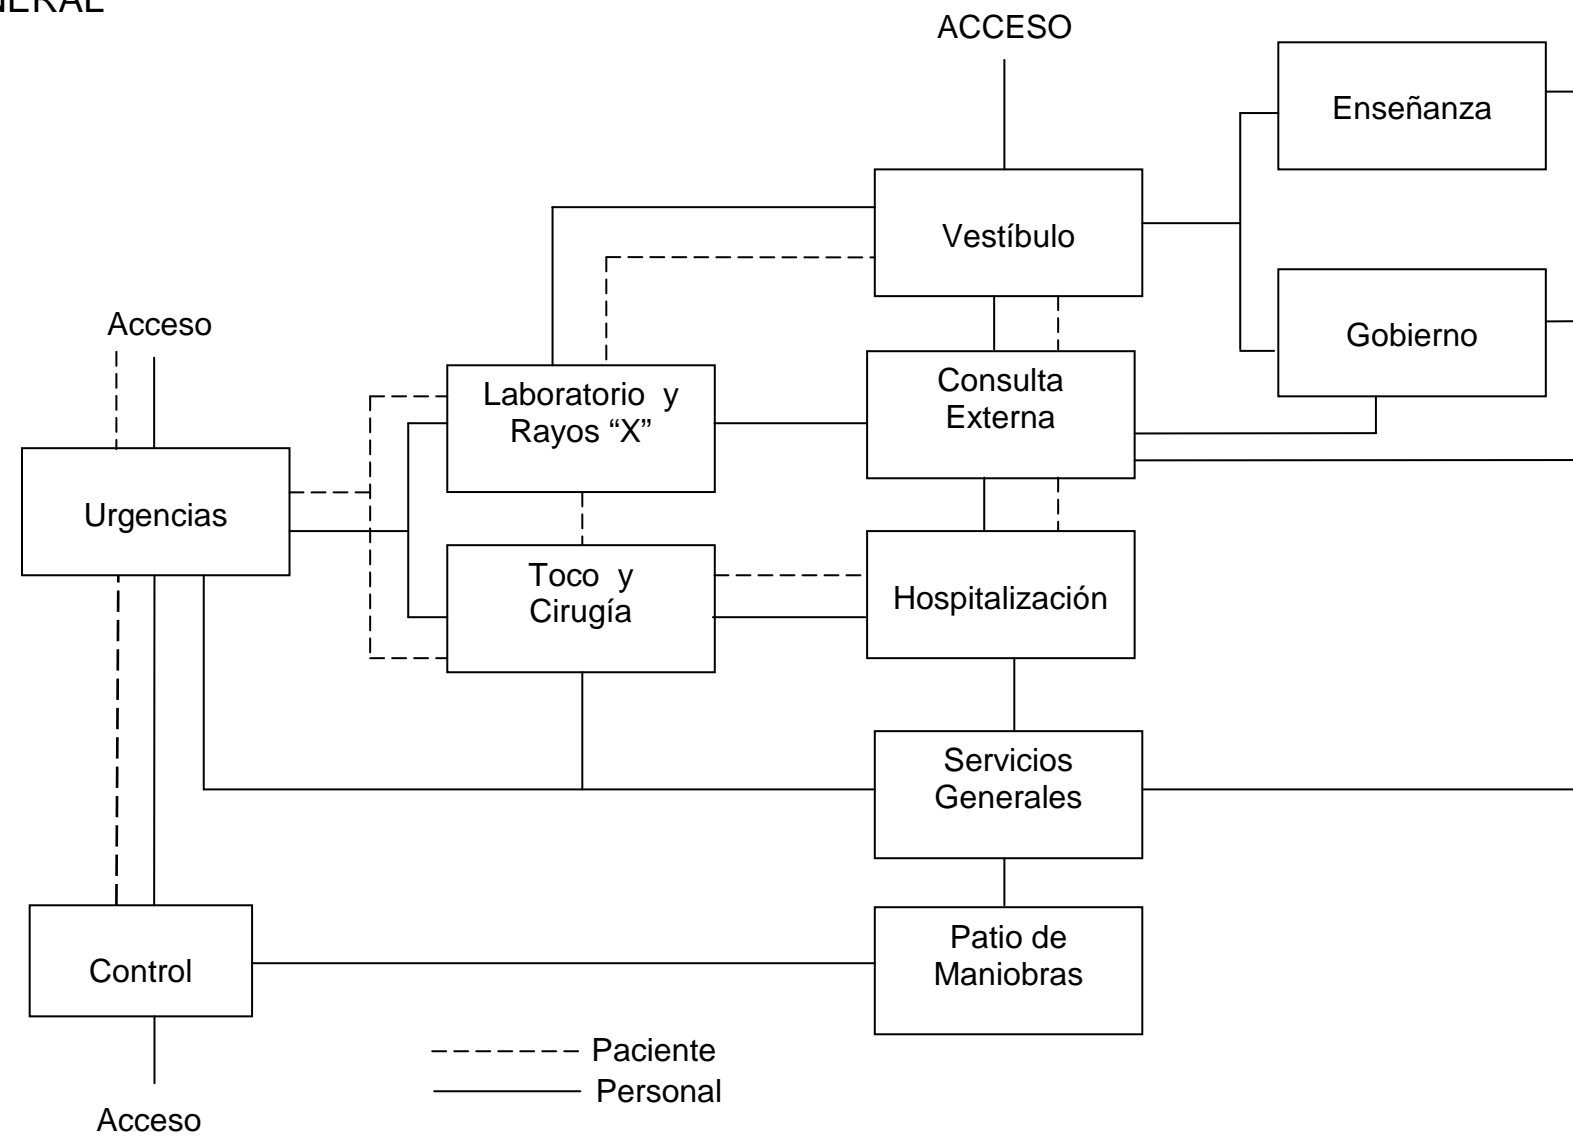 ACCESO
Enseñanza
Vestíbulo
Gobierno
Acceso
Laboratorio y
Rayos “X”
Consulta
Externa
Urgencias
Toco y
Cirugía
Hospitalización
Servicios
Generales
Control
Patio de
Maniobras
Paciente
Personal
Acceso